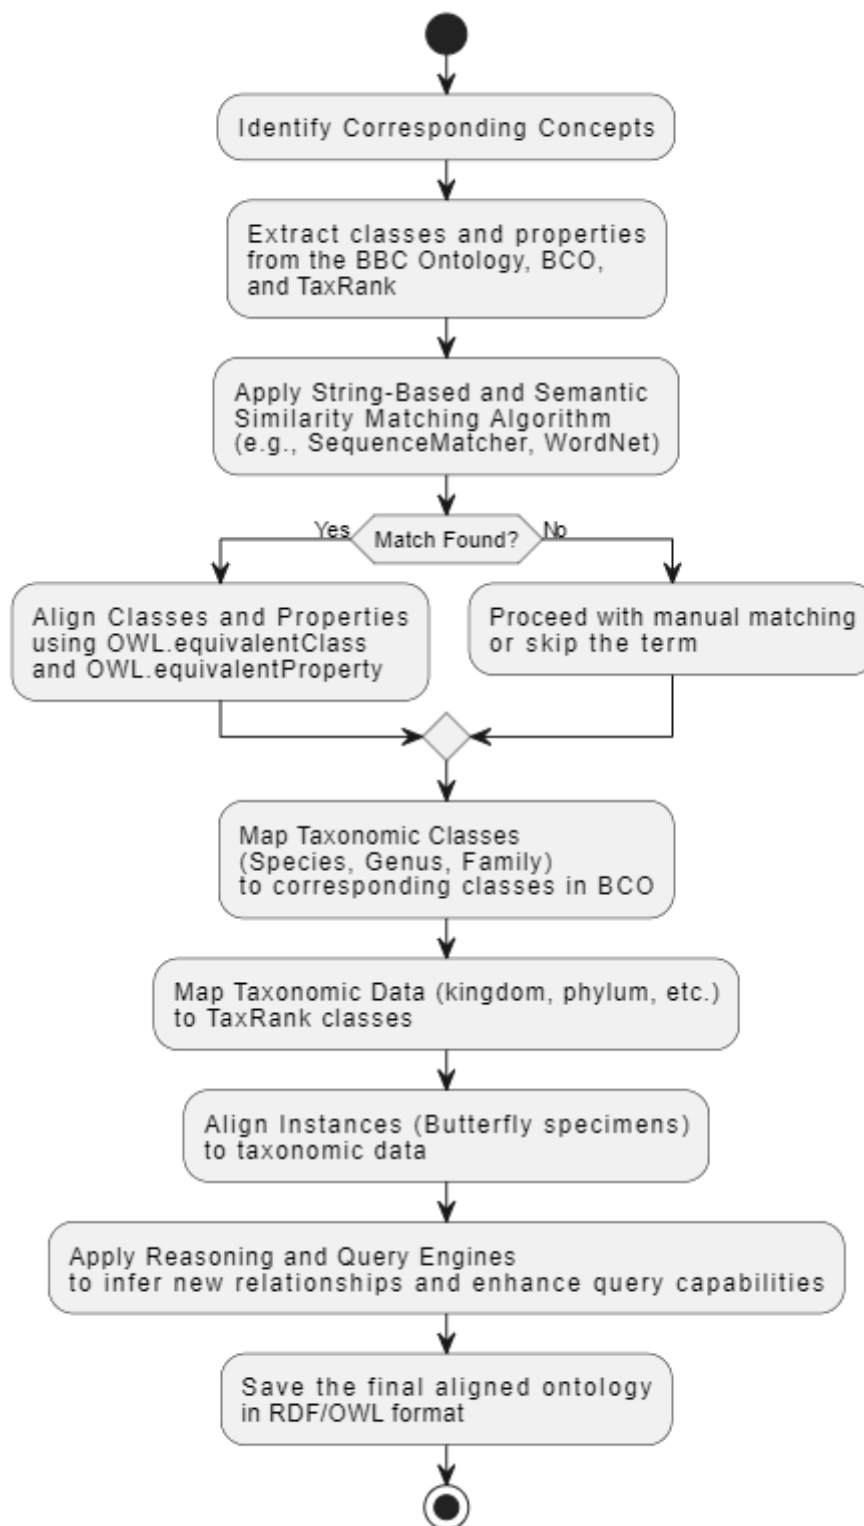 Identify Corresponding Concepts
Extract classes and properties
from the BBC Ontology, BCO,
and TaxRank
Apply String-Based and Semantic
Similarity Matching Algorithm
(e.g., SequenceMatcher, WordNet)
Yes
Match Found?
No
Align Classes and Properties
using OWL.equivalentClass
and OWL.equivalentProperty
Proceed with manual matching
or skip the term
Map Taxonomic Classes
(Species, Genus, Family)
to corresponding classes in BCO
Map Taxonomic Data (kingdom, phylum, etc.)
to TaxRank classes
Align Instances (Butterfly specimens)
to taxonomic data
Apply Reasoning and Query Engines
to infer new relationships and enhance query capabilities
Save the final aligned ontology
in RDF/OWL format